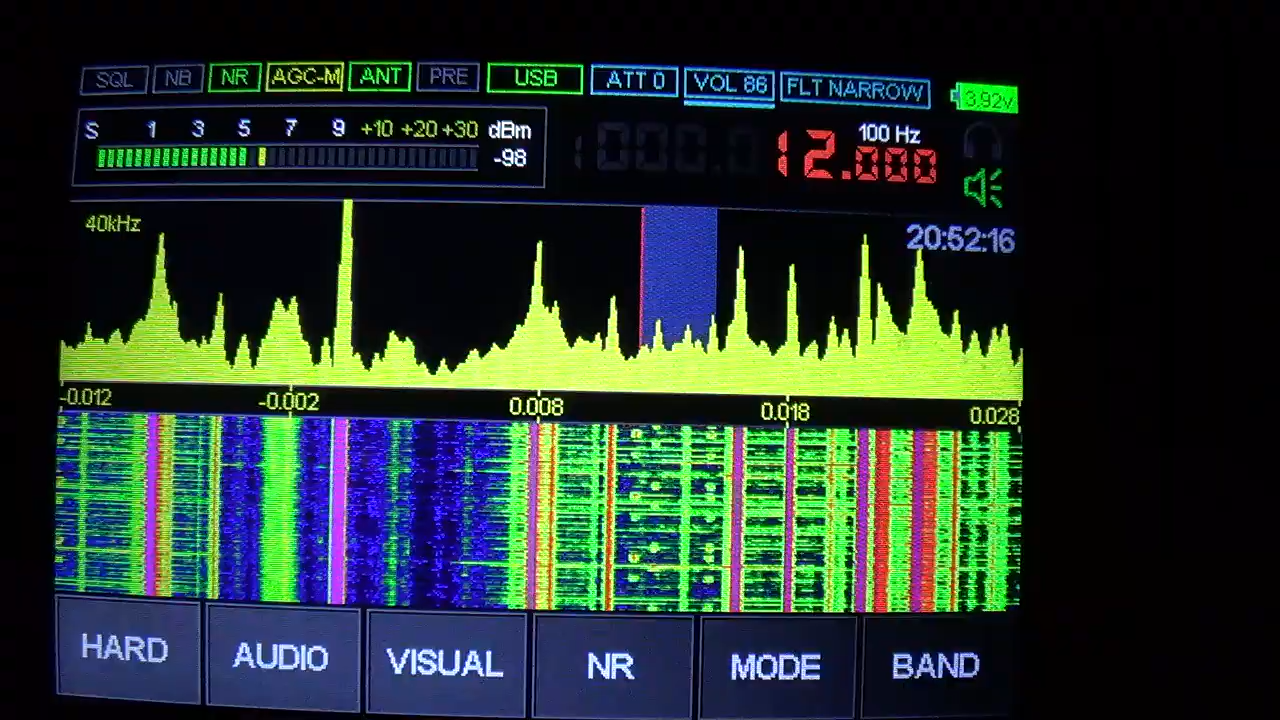 SQL NB NR AGC-M ANT PRE USB ATT 0 VOL 86 FLT NARROW 3.92v
S 1 3 5 7 9 +10 +20 +30 dBm
-98
12.000
100 Hz
40kHz
20:52:16
-0.012 -0.002 0.008 0.018 0.028
HARD AUDIO VISUAL NR MODE BAND